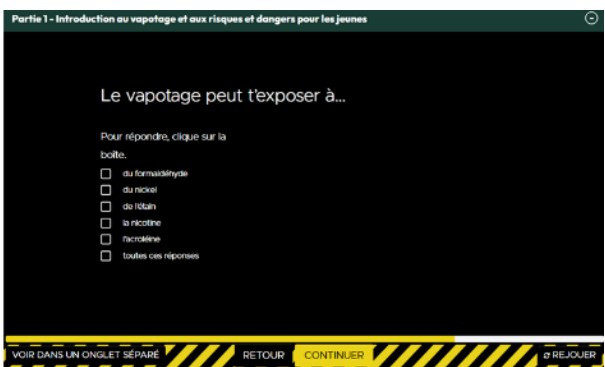 Partie 1 - Introduction au vapotage et aux risques et dangers pour les jeunes
Le vapotage peut t'exposer à...
Pour répondre, clique sur la
boîte.
du formaldéhyde
du nickel
de l'étain
la nicotine
l'acroléine
toutes ces réponses
VOIR DANS UN ONGLET SÉPARÉ RETOUR CONTINUER REJOUER